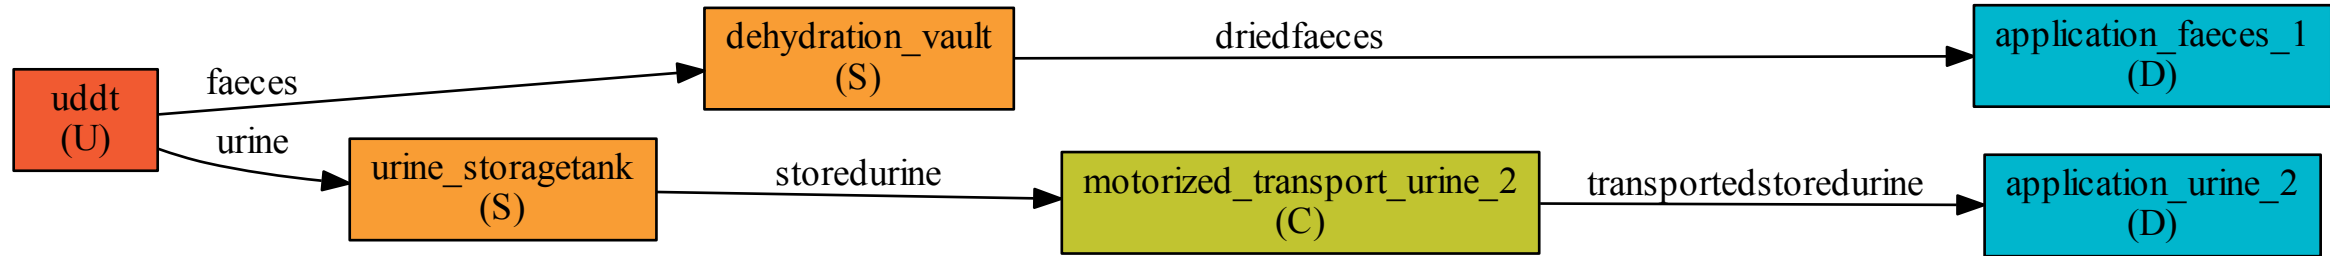 uddt
(U)
faeces
urine
dehydration_vault
(S)
driedfaeces
application_faeces_1
(D)
urine_storagetank
(S)
storedurine
motorized_transport_urine_2
(C)
transportedstoredurine
application_urine_2
(D)